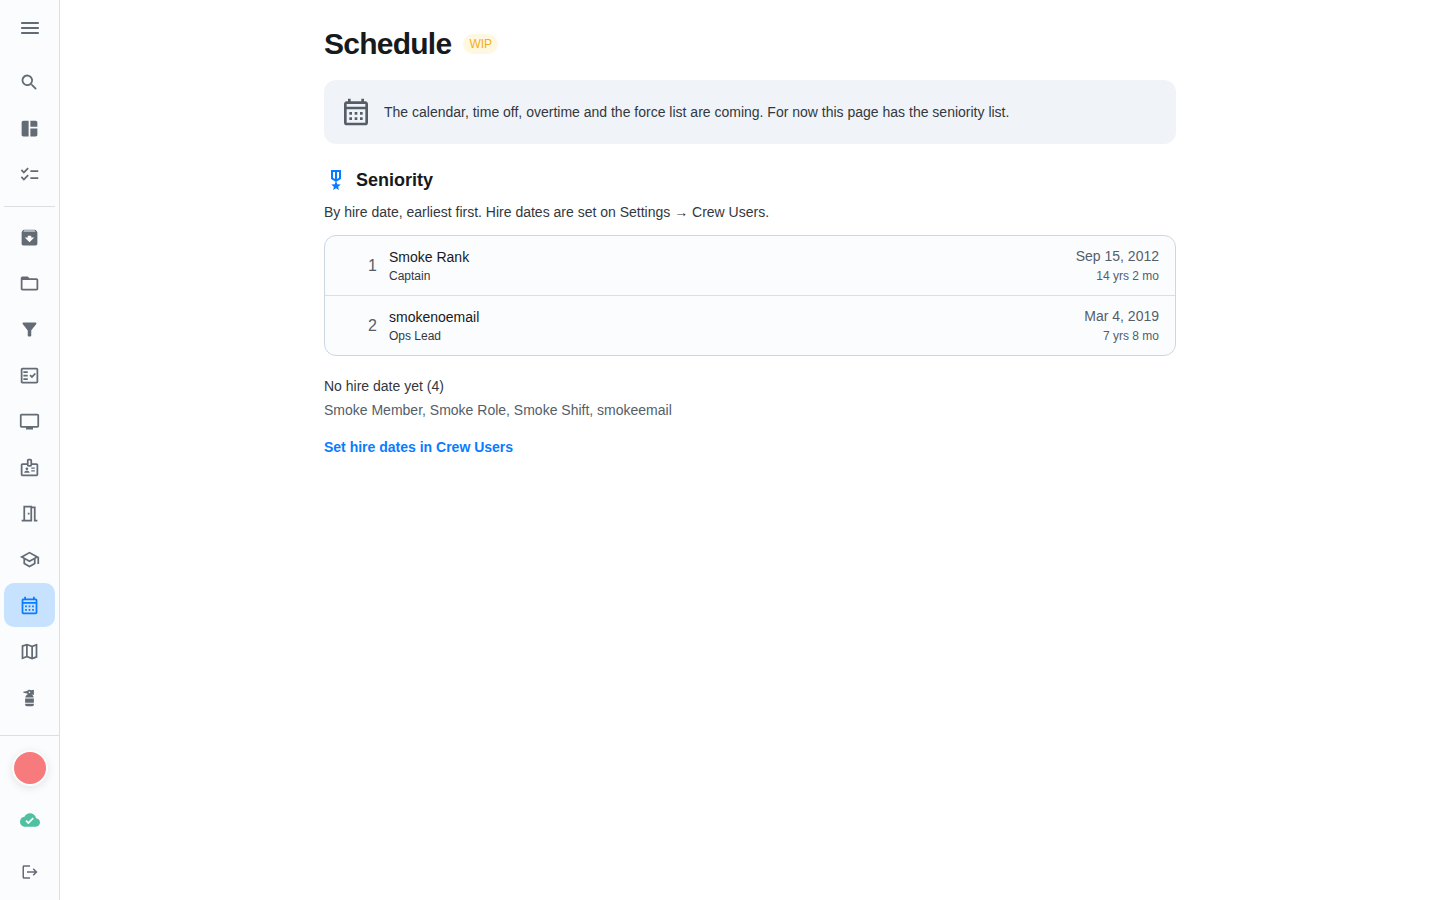 Schedule WIP
The calendar, time off, overtime and the force list are coming. For now this page has the seniority list.
Seniority
By hire date, earliest first. Hire dates are set on Settings → Crew Users.
1 Smoke Rank Sep 15, 2012
Captain 14 yrs 2 mo
2 smokenoemail Mar 4, 2019
Ops Lead 7 yrs 8 mo
No hire date yet (4)
Smoke Member, Smoke Role, Smoke Shift, smokeemail
Set hire dates in Crew Users